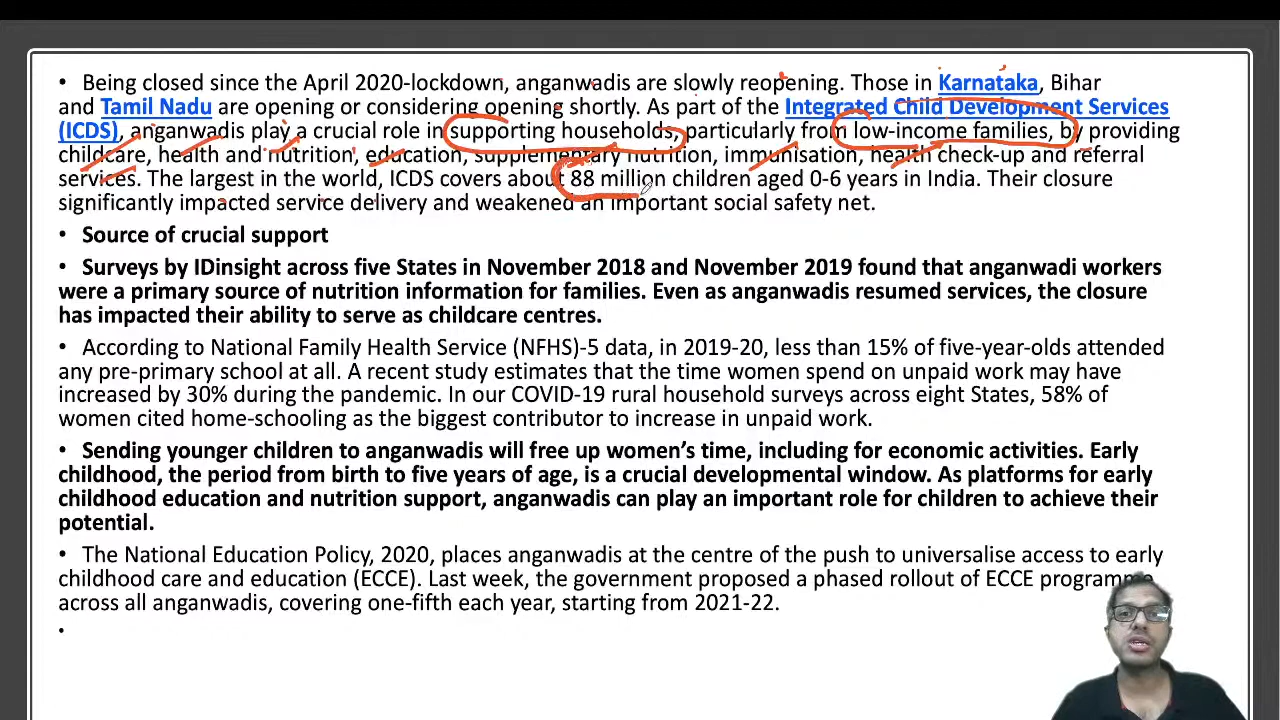 • Being closed since the April 2020-lockdown, anganwadis are slowly reopening. Those in Karnataka, Bihar
and Tamil Nadu are opening or considering opening shortly. As part of the Integrated Child Development Services
(ICDS), anganwadis play a crucial role in supporting households, particularly from low-income families, by providing
childcare, health and nutrition, education, supplementary nutrition, immunisation, health check-up and referral
services. The largest in the world, ICDS covers about 88 million children aged 0-6 years in India. Their closure
significantly impacted service delivery and weakened an important social safety net.
• Source of crucial support
• Surveys by IDinsight across five States in November 2018 and November 2019 found that anganwadi workers
were a primary source of nutrition information for families. Even as anganwadis resumed services, the closure
has impacted their ability to serve as childcare centres.
• According to National Family Health Service (NFHS)-5 data, in 2019-20, less than 15% of five-year-olds attended
any pre-primary school at all. A recent study estimates that the time women spend on unpaid work may have
increased by 30% during the pandemic. In our COVID-19 rural household surveys across eight States, 58% of
women cited home-schooling as the biggest contributor to increase in unpaid work.
• Sending younger children to anganwadis will free up women's time, including for economic activities. Early
childhood, the period from birth to five years of age, is a crucial developmental window. As platforms for early
childhood education and nutrition support, anganwadis can play an important role for children to achieve their
potential.
• The National Education Policy, 2020, places anganwadis at the centre of the push to universalise access to early
childhood care and education (ECCE). Last week, the government proposed a phased rollout of ECCE programme
across all anganwadis, covering one-fifth each year, starting from 2021-22.
•